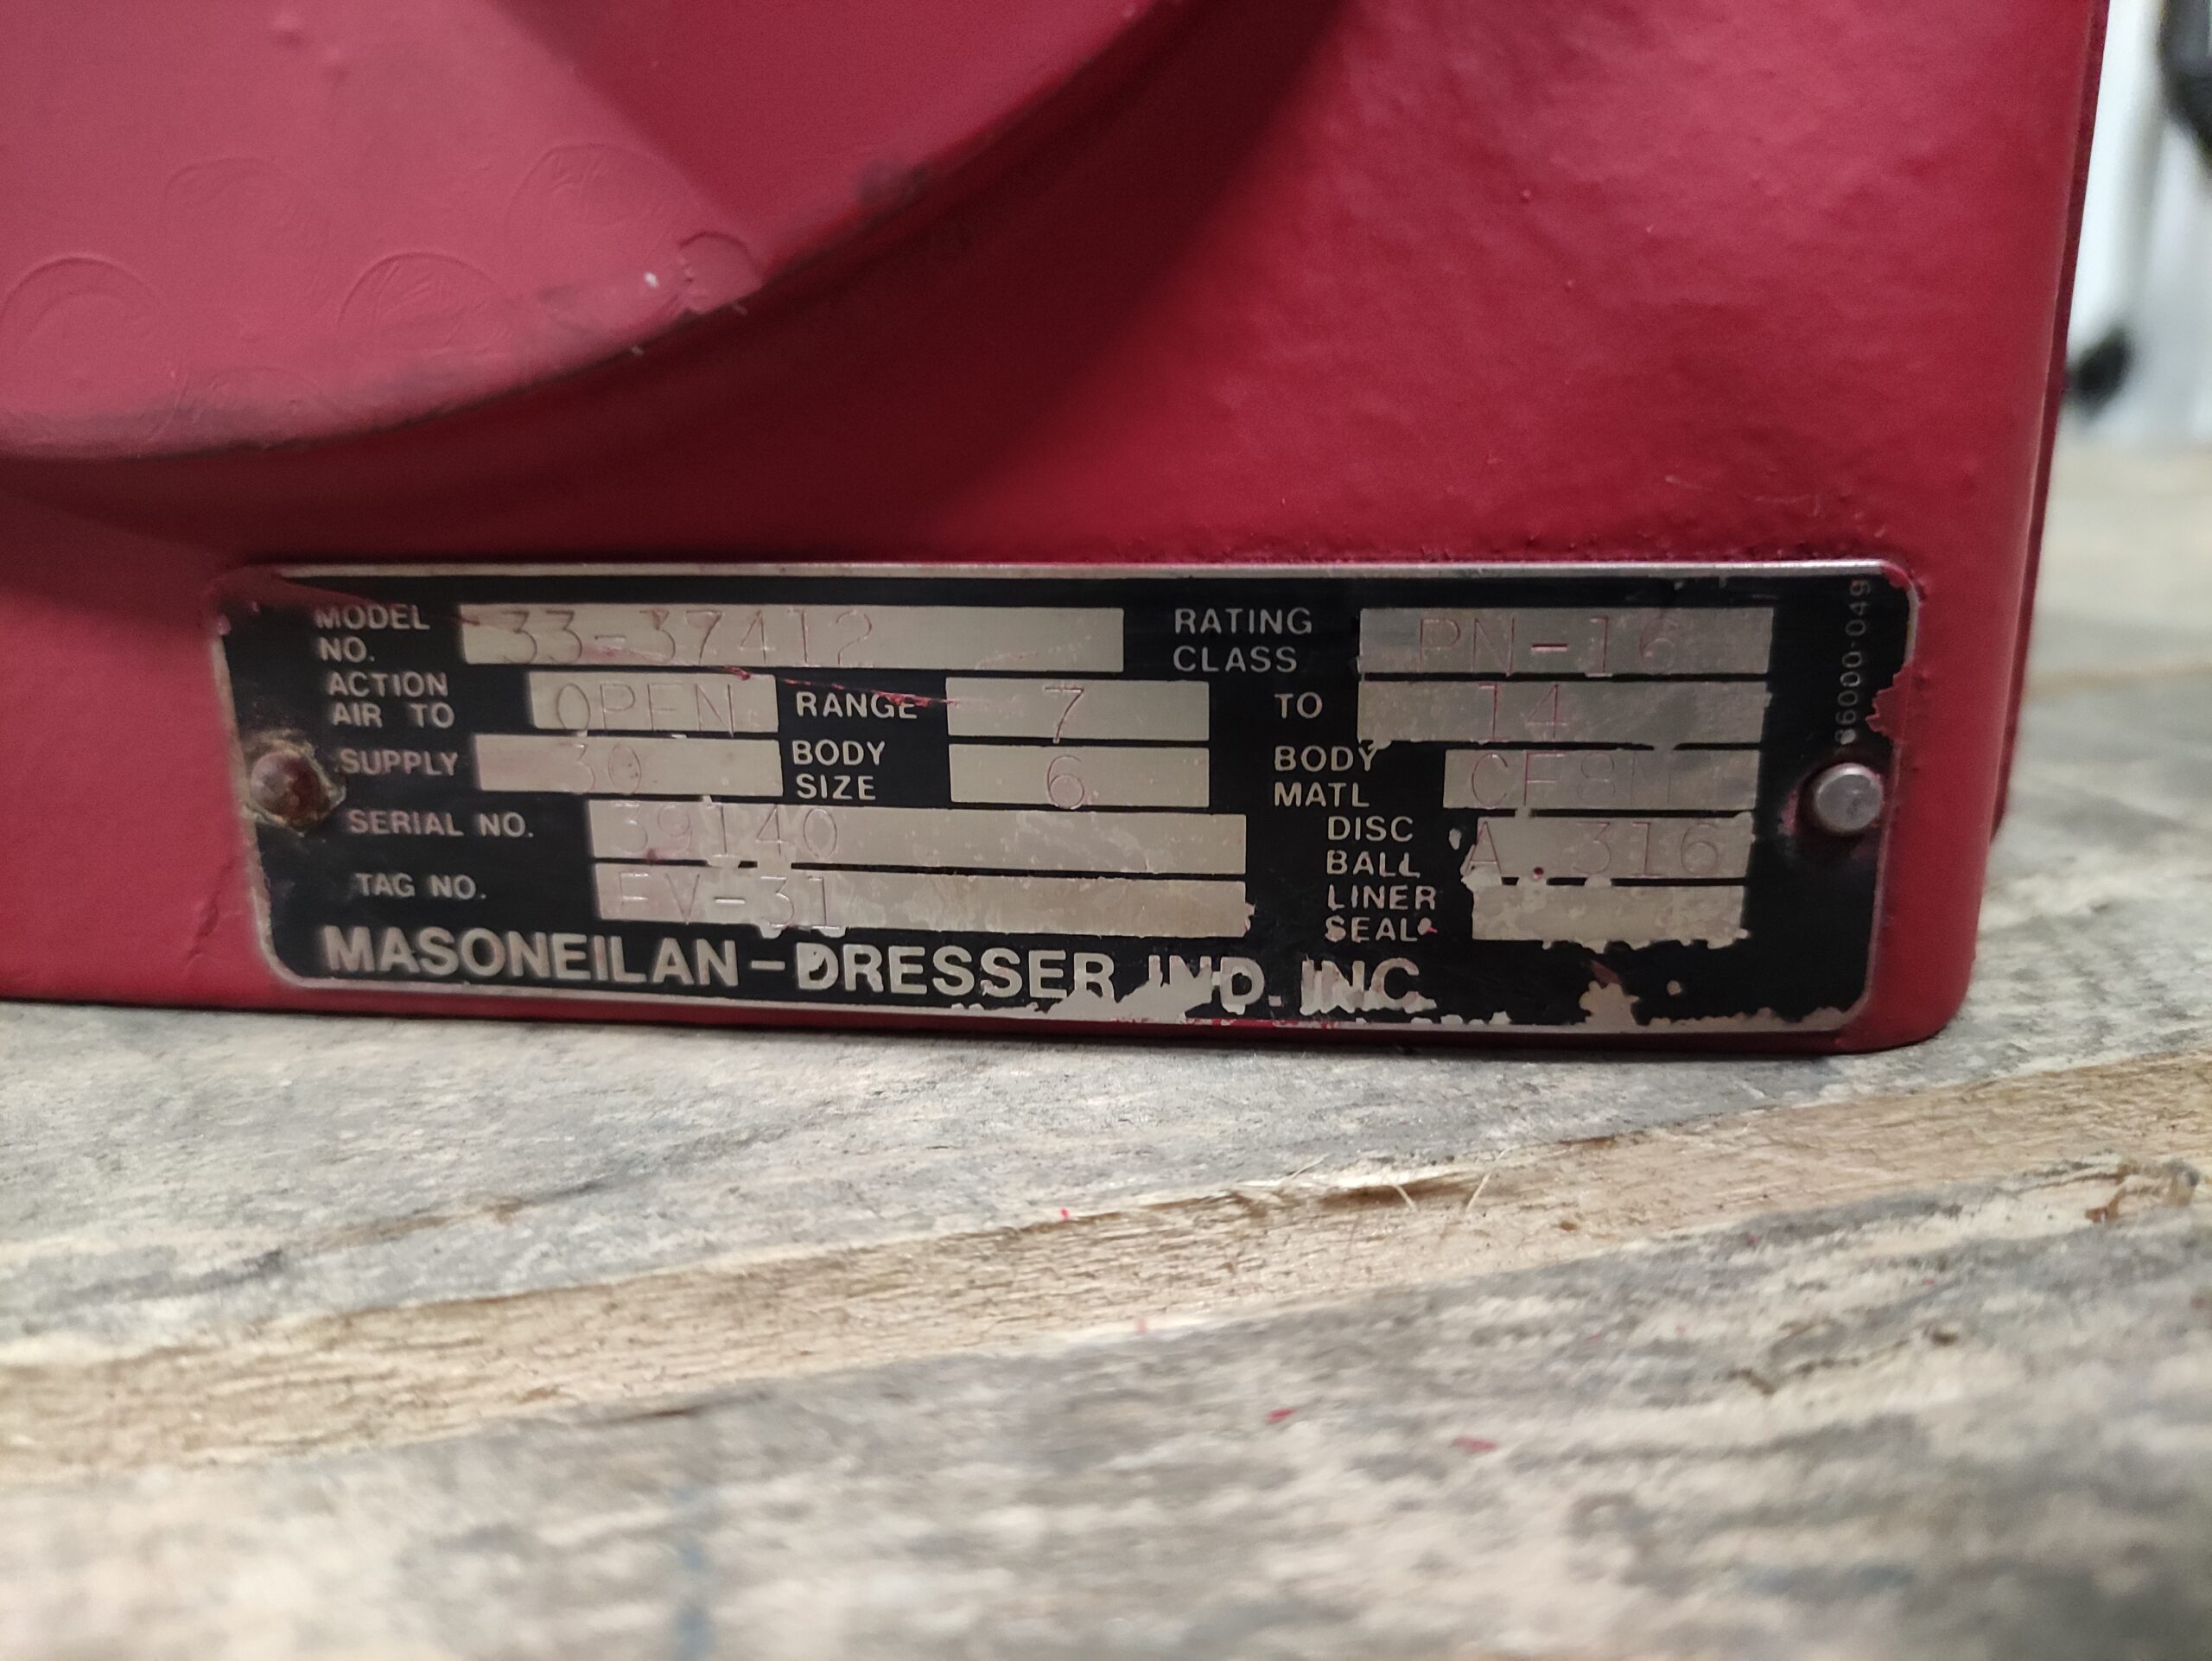 MODEL NO. 33-37412 RATING CLASS PN-16
ACTION AIR TO OPEN RANGE 7 TO 14
SUPPLY 30 BODY SIZE 6 BODY MATL CF8M
SERIAL NO. 39140 DISC BALL A.316
TAG NO. FV-31 LINER SEAL
MASONEILAN-DRESSER IND. INC.
6000-049